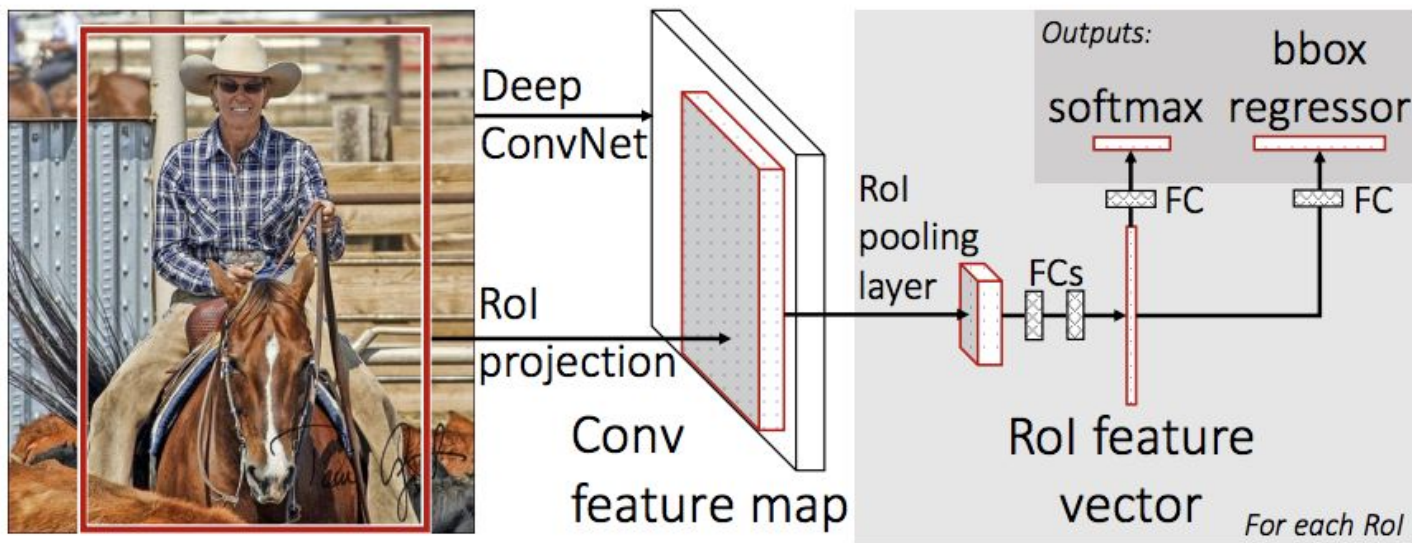 Deep
ConvNet
RoI
projection
Conv
feature map
RoI
pooling
layer
FCs
RoI feature
vector
Outputs:
softmax
bbox
regressor
FC
FC
For each RoI